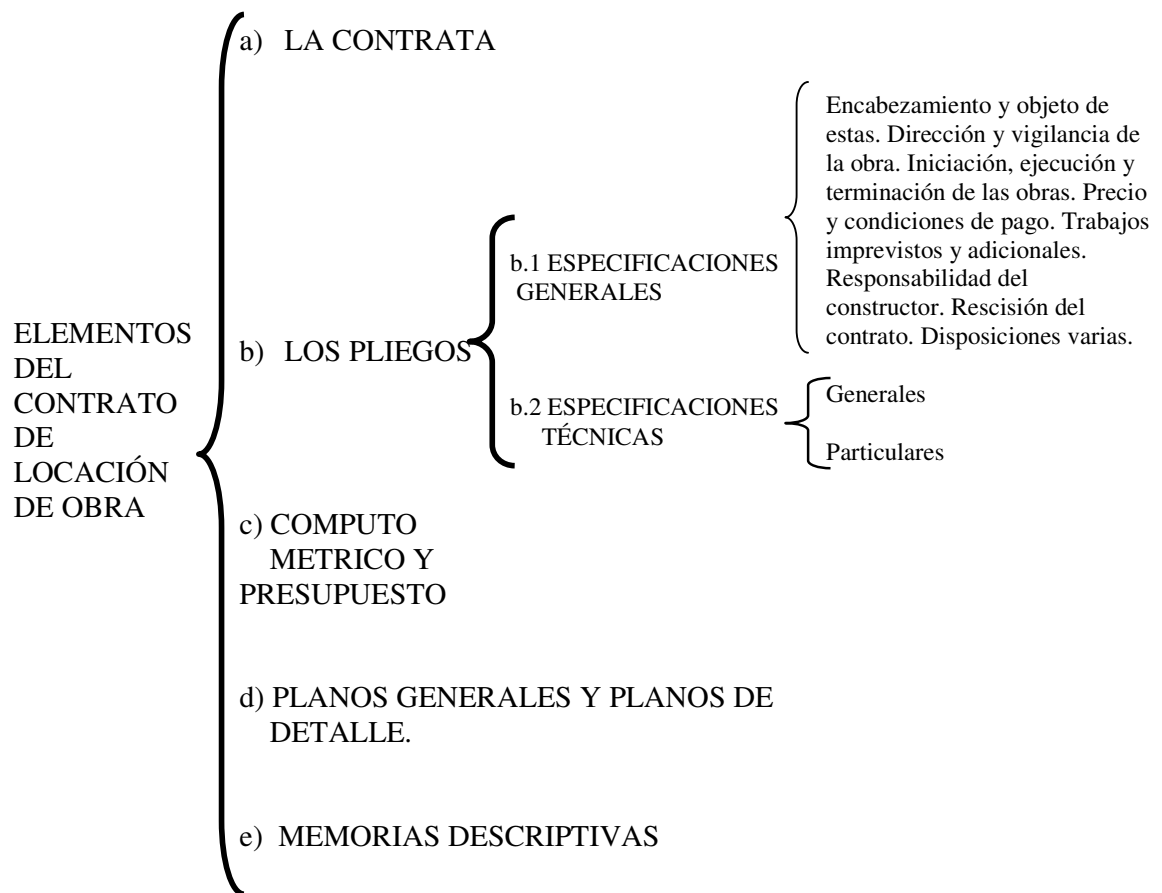 ELEMENTOS
DEL
CONTRATO
DE
LOCACIÓN
DE OBRA
a) LA CONTRATA
b) LOS PLIEGOS
b.1 ESPECIFICACIONES
GENERALES
Encabezamiento y objeto de
estas. Dirección y vigilancia de
la obra. Iniciación, ejecución y
terminación de las obras. Precio
y condiciones de pago. Trabajos
imprevistos y adicionales.
Responsabilidad del
constructor. Rescisión del
contrato. Disposiciones varias.
b.2 ESPECIFICACIONES
TÉCNICAS
Generales
Particulares
c) COMPUTO
METRICO Y
PRESUPUESTO
d) PLANOS GENERALES Y PLANOS DE
DETALLE.
e) MEMORIAS DESCRIPTIVAS